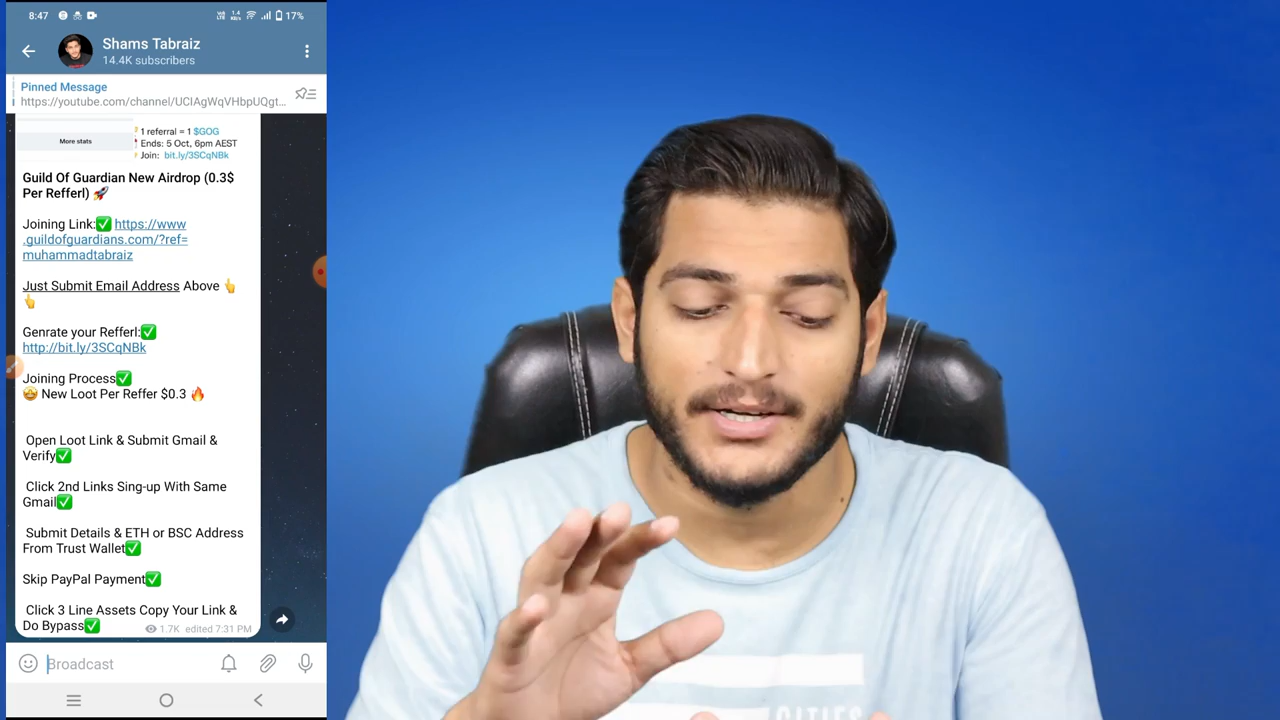 8:47
1.4 KB/s
17%
Shams Tabraiz
14.4K subscribers
Pinned Message
https://youtube.com/channel/UCIAgWqVHbpUQgt...
More stats
1 referral = 1 $GOG
Ends: 5 Oct, 6pm AEST
Join: bit.ly/3SCqNBk
Guild Of Guardian New Airdrop (0.3$
Per Refferl) 🚀
Joining Link:✅ https://www
.guildofguardians.com/?ref=
muhammadtabraiz
Just Submit Email Address Above 👆
👆
Genrate your Refferl:✅
http://bit.ly/3SCqNBk
Joining Process✅
🤩 New Loot Per Reffer $0.3 🔥
Open Loot Link & Submit Gmail &
Verify✅
Click 2nd Links Sing-up With Same
Gmail✅
Submit Details & ETH or BSC Address
From Trust Wallet✅
Skip PayPal Payment✅
Click 3 Line Assets Copy Your Link &
Do Bypass✅
1.7K edited 7:31 PM
Broadcast
CITIES